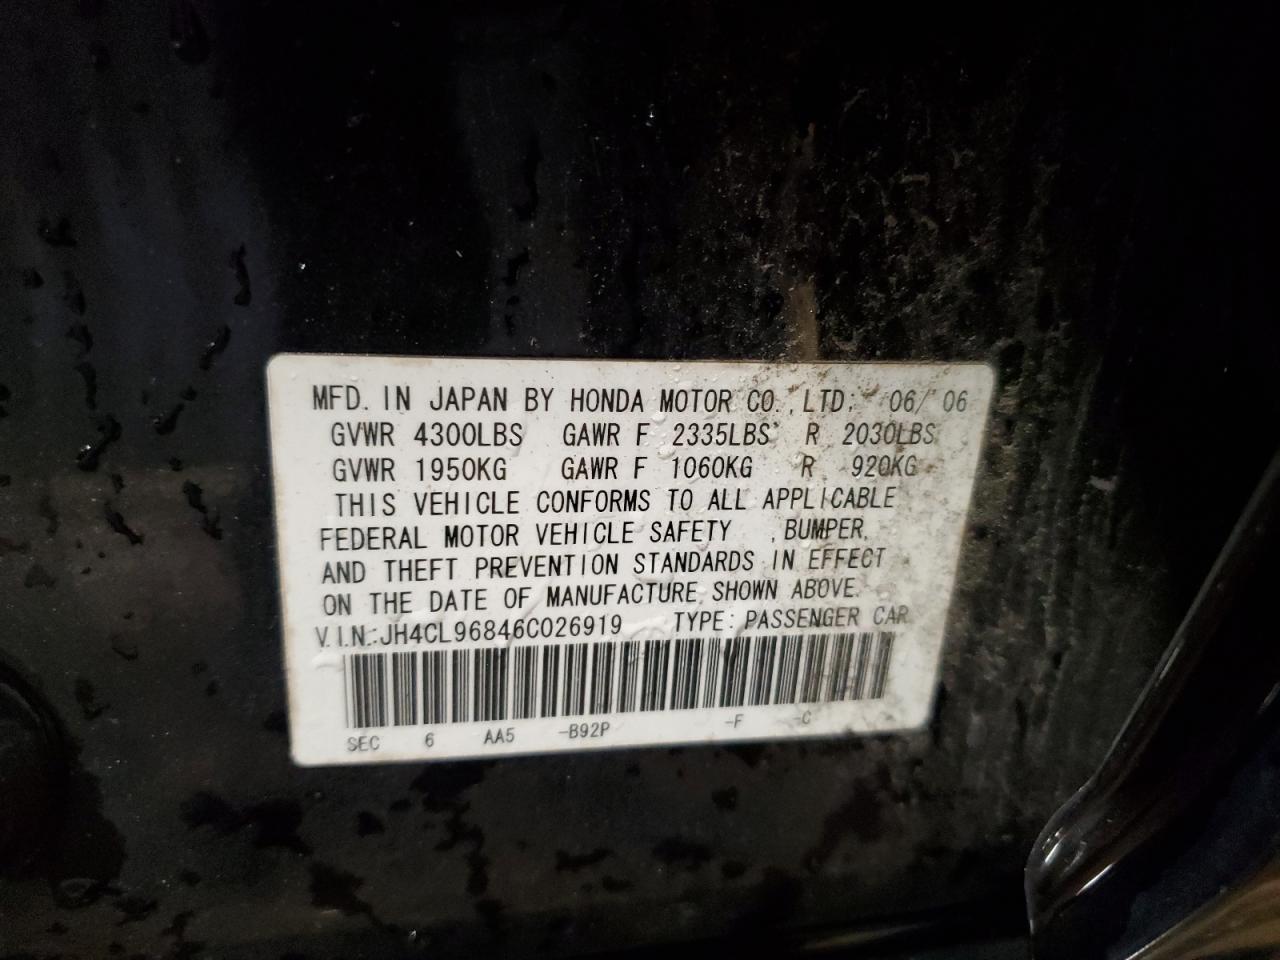 MFD. IN JAPAN BY HONDA MOTOR CO., LTD. 06/'06
GVWR 4300LBS GAWR F 2335LBS R 2030LBS
GVWR 1950KG GAWR F 1060KG R 920KG
THIS VEHICLE CONFORMS TO ALL APPLICABLE
FEDERAL MOTOR VEHICLE SAFETY , BUMPER,
AND THEFT PREVENTION STANDARDS IN EFFECT
ON THE DATE OF MANUFACTURE SHOWN ABOVE.
V.I.N.:JH4CL96846C026919 TYPE: PASSENGER CAR
SEC 6 AA5 -B92P -F -C